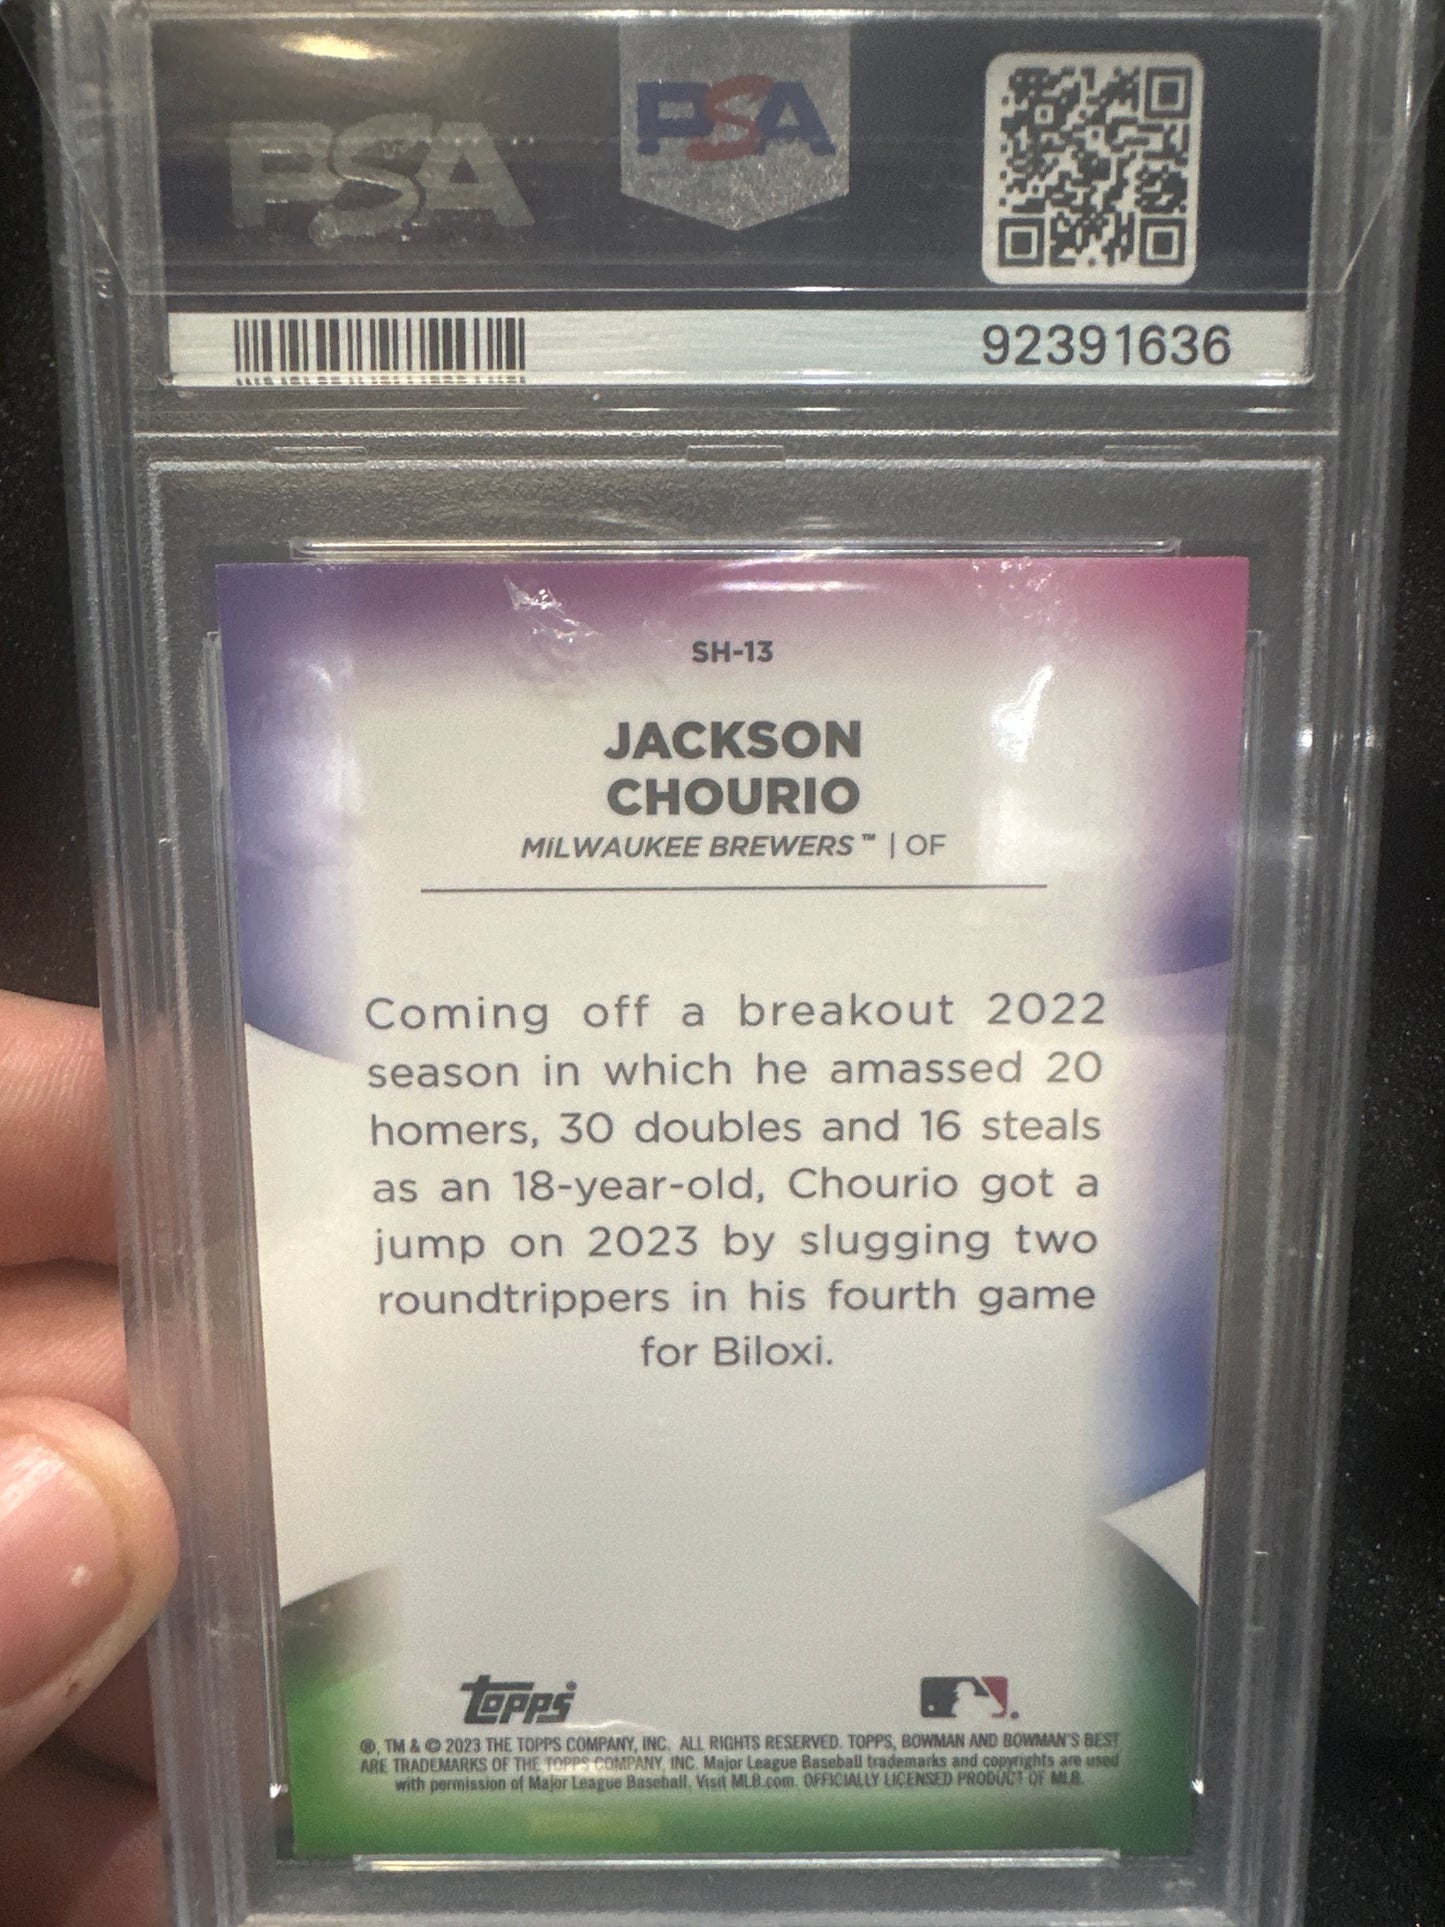 PSA
PSA
92391636
SH-13
JACKSON
CHOURIO
MiLWAUKEE BREWERS™ | OF
Coming off a breakout 2022
season in which he amassed 20
homers, 30 doubles and 16 steals
as an 18-year-old, Chourio got a
jump on 2023 by slugging two
roundtrippers in his fourth game
for Biloxi.
topps
®, TM & © 2023 THE TOPPS COMPANY, INC. ALL RIGHTS RESERVED. TOPPS, BOWMAN AND BOWMAN'S BEST
ARE TRADEMARKS OF THE TOPPS COMPANY, INC. Major League Baseball trademarks and copyrights are used
with permission of Major League Baseball. Visit MLB.com. OFFICIALLY LICENSED PRODUCT OF MLB.